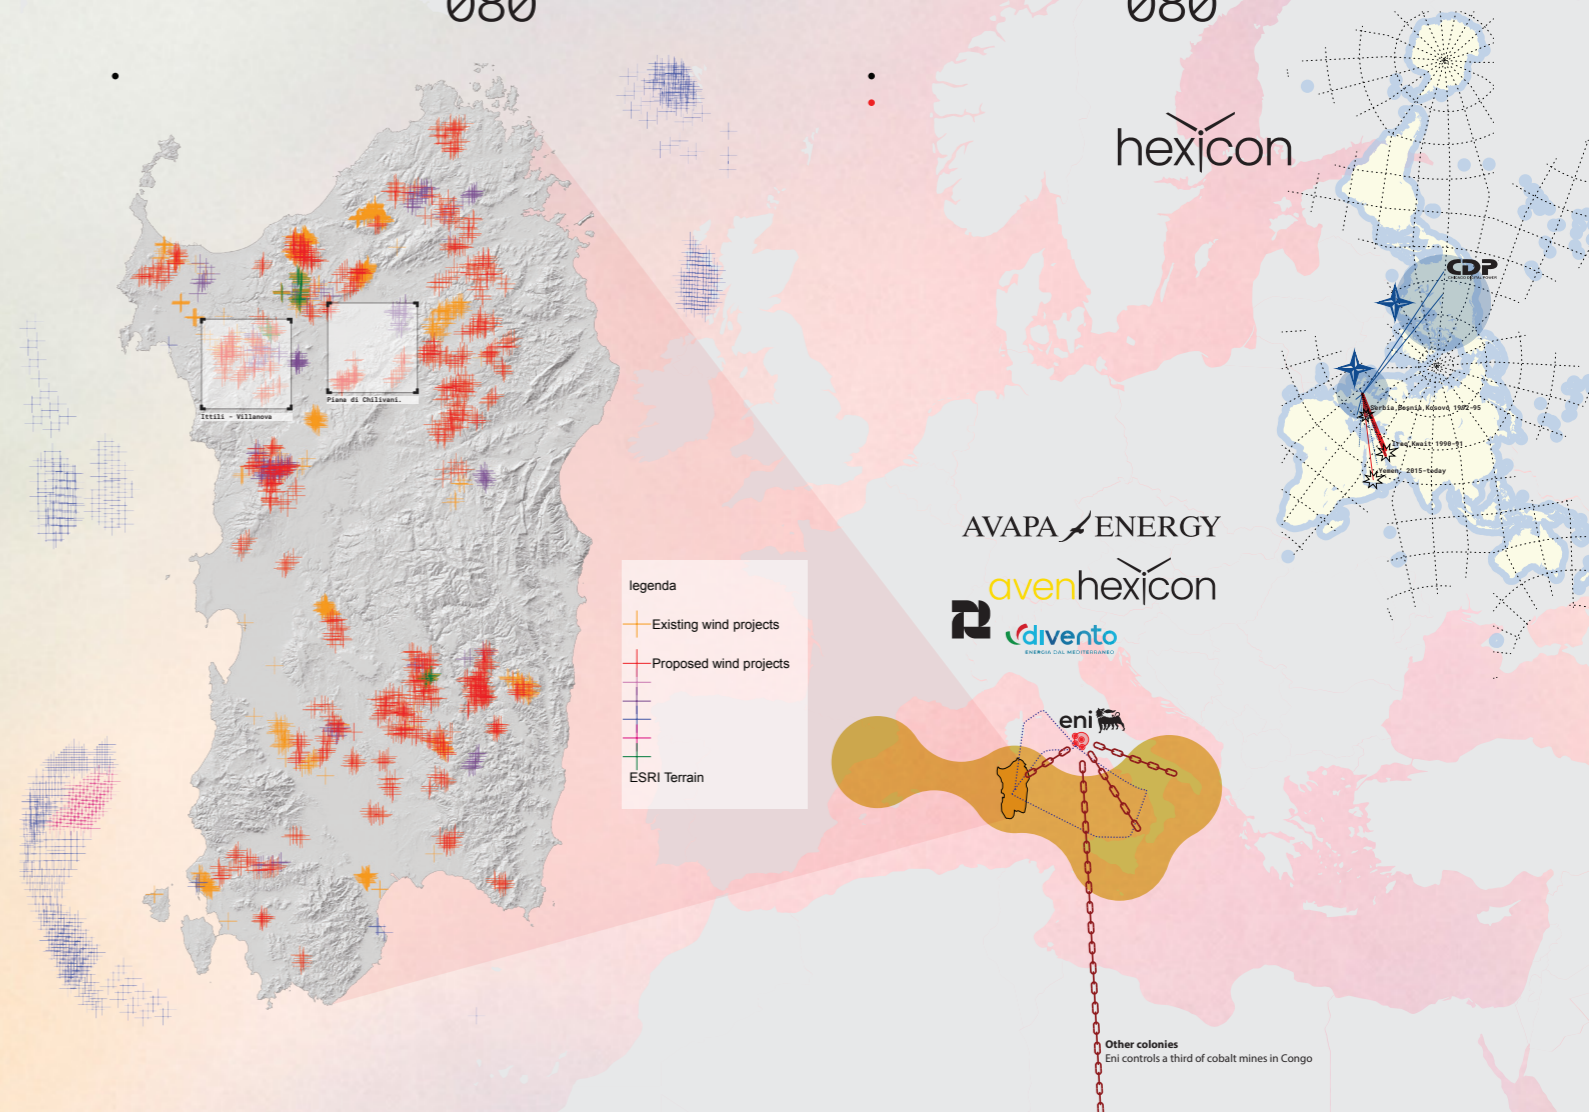 080
080
hexicon
CDP
Ittili - Villanova
Piana di Chilivani.
Serbia,Bosnia,Kosovo 1992-95
Iraq,Kwait 1990-91
Yemen, 2015-today
AVAPA ENERGY
avenhexicon
divento
ENERGIA DAL MEDITERRANEO
legenda
Existing wind projects
Proposed wind projects
ESRI Terrain
eni
Other colonies
Eni controls a third of cobalt mines in Congo